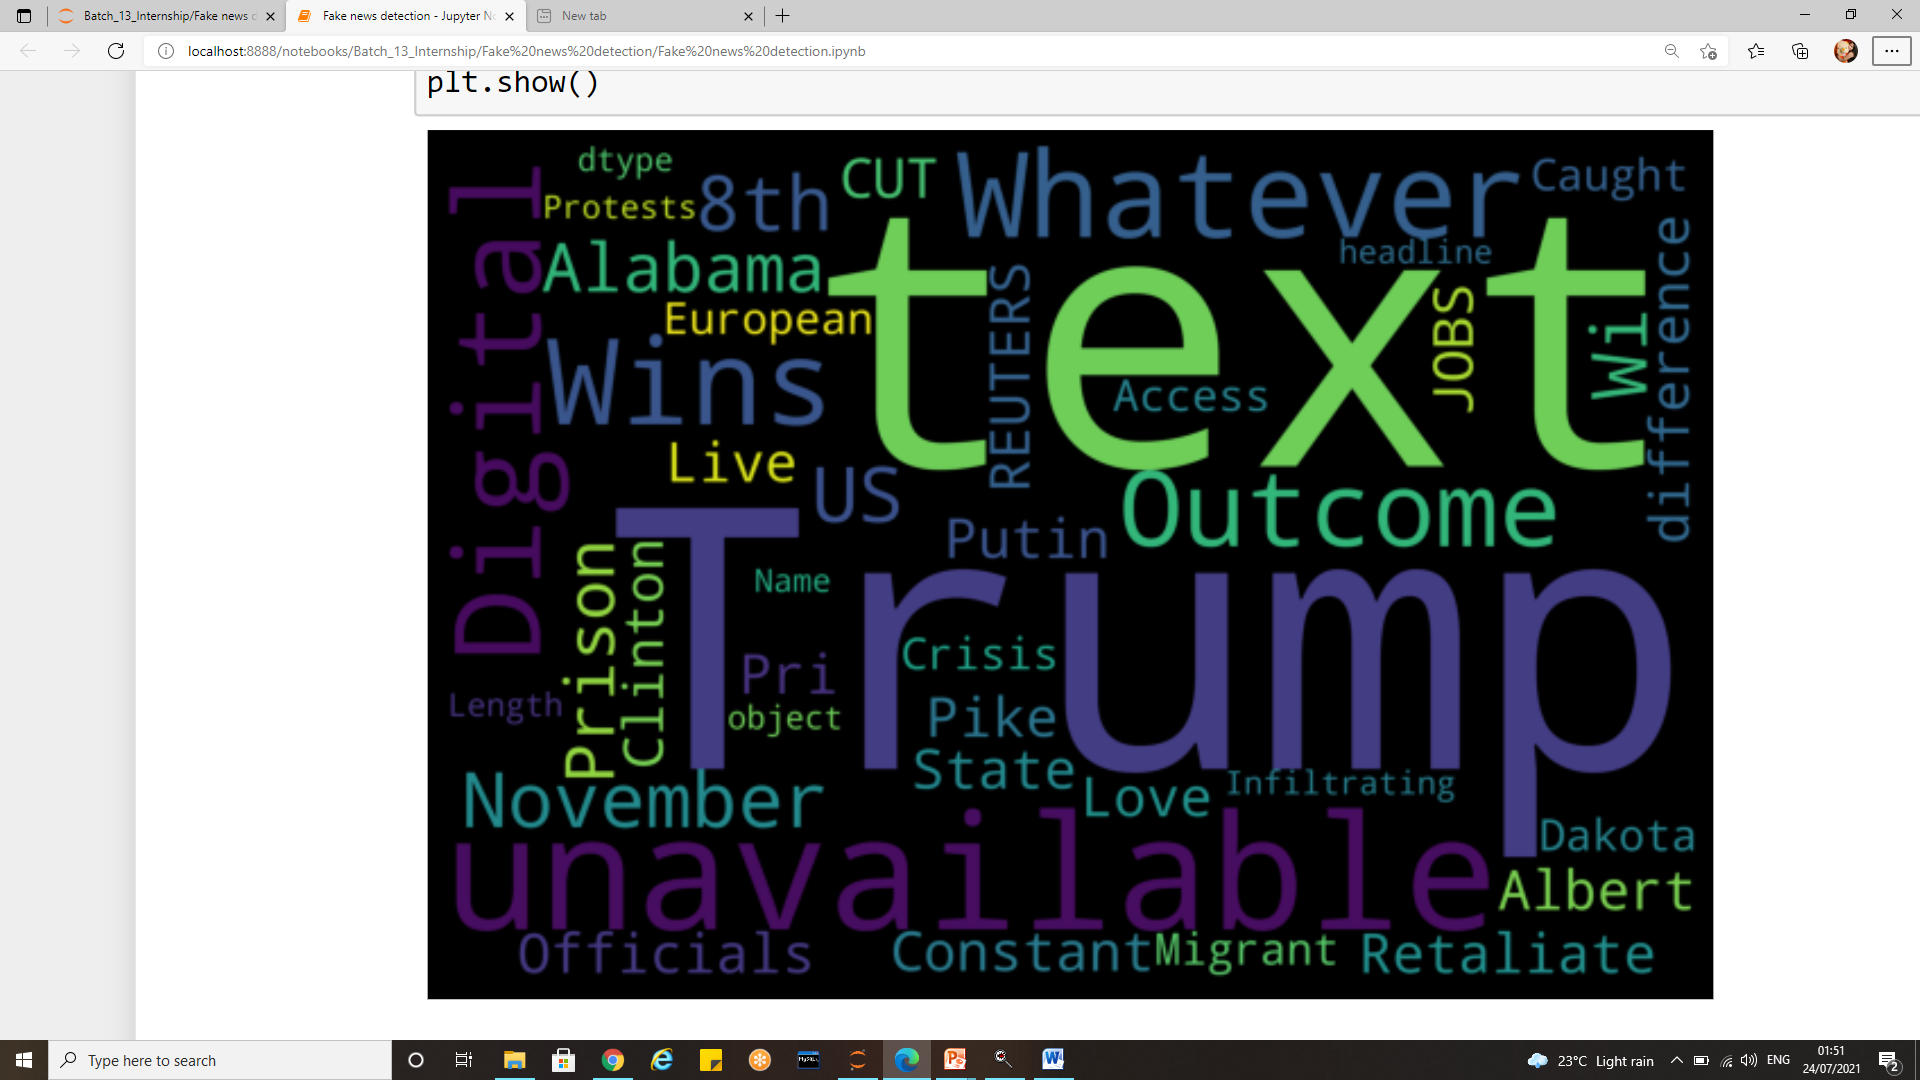 Batch_13_Internship/Fake news d
Fake news detection - Jupyter No
New tab
localhost:8888/notebooks/Batch_13_Internship/Fake%20news%20detection/Fake%20news%20detection.ipynb
plt.show()
dtype
Protests
8th
CUT
Whatever
Caught
Digital
Alabama
European
text
headline
REUTERS
JOBS
Wi
difference
Wins
Access
Live
US
Putin
Outcome
Prison
Clinton
Trump
Name
Pri
Crisis
Length
object
Pike
State
November
Love
Infiltrating
Dakota
unavailable
Albert
Officials
Constant
Migrant
Retaliate
Type here to search
MySQL
23°C Light rain
ENG
01:51
24/07/2021
2